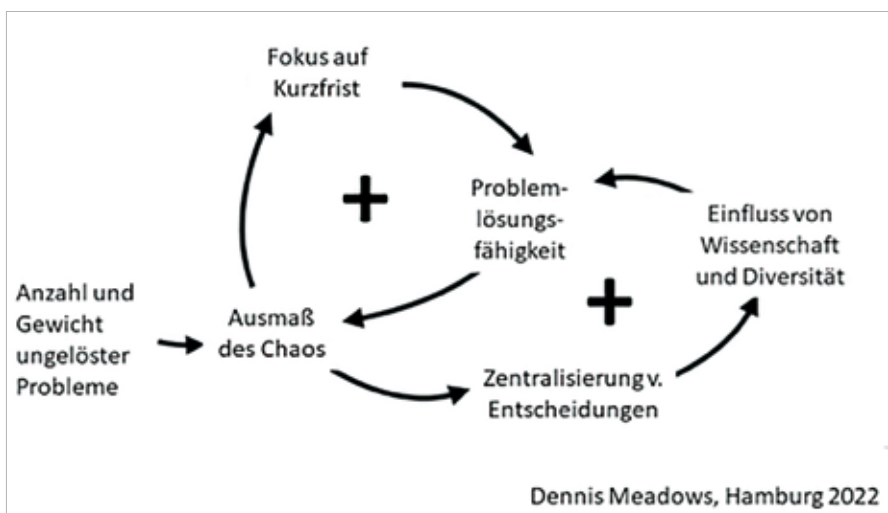 Fokus auf
Kurzfrist
+
Problem-
lösungs-
fähigkeit
Einfluss von
Wissenschaft
und Diversität
+
Anzahl und
Gewicht
ungelöster
Probleme
Ausmaß
des Chaos
Zentralisierung v.
Entscheidungen
Dennis Meadows, Hamburg 2022